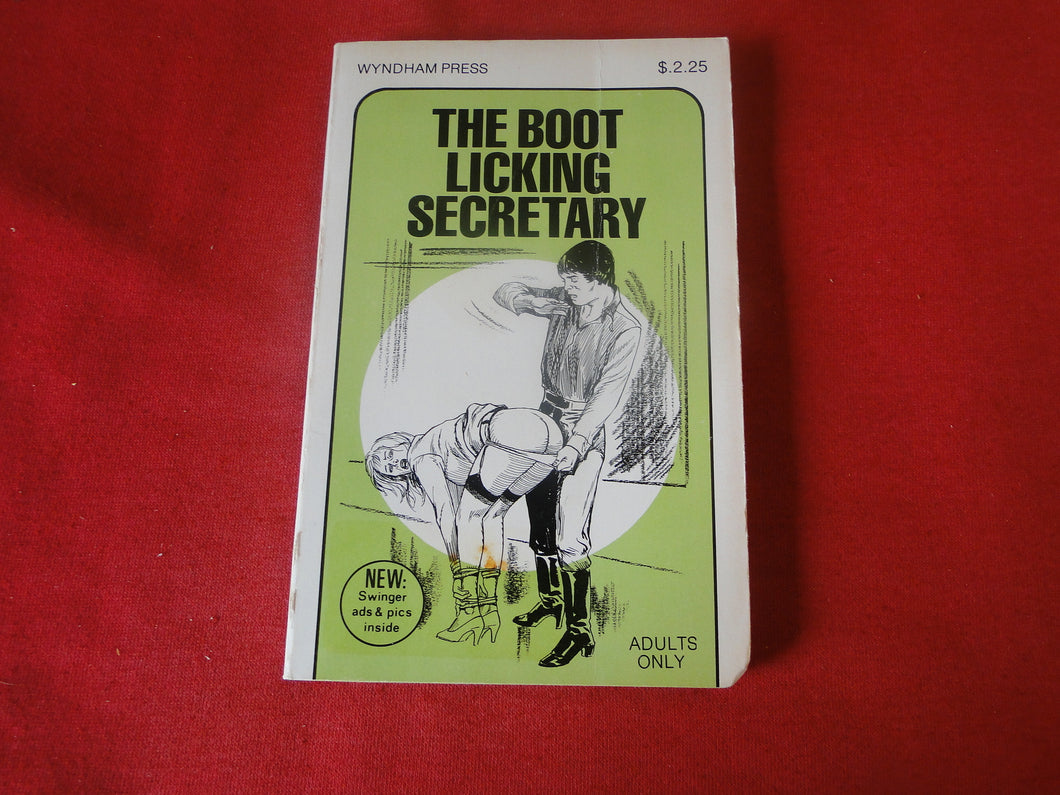 WYNDHAM PRESS $.2.25
THE BOOT
LICKING
SECRETARY
NEW:
Swinger
ads & pics
inside
ADULTS
ONLY